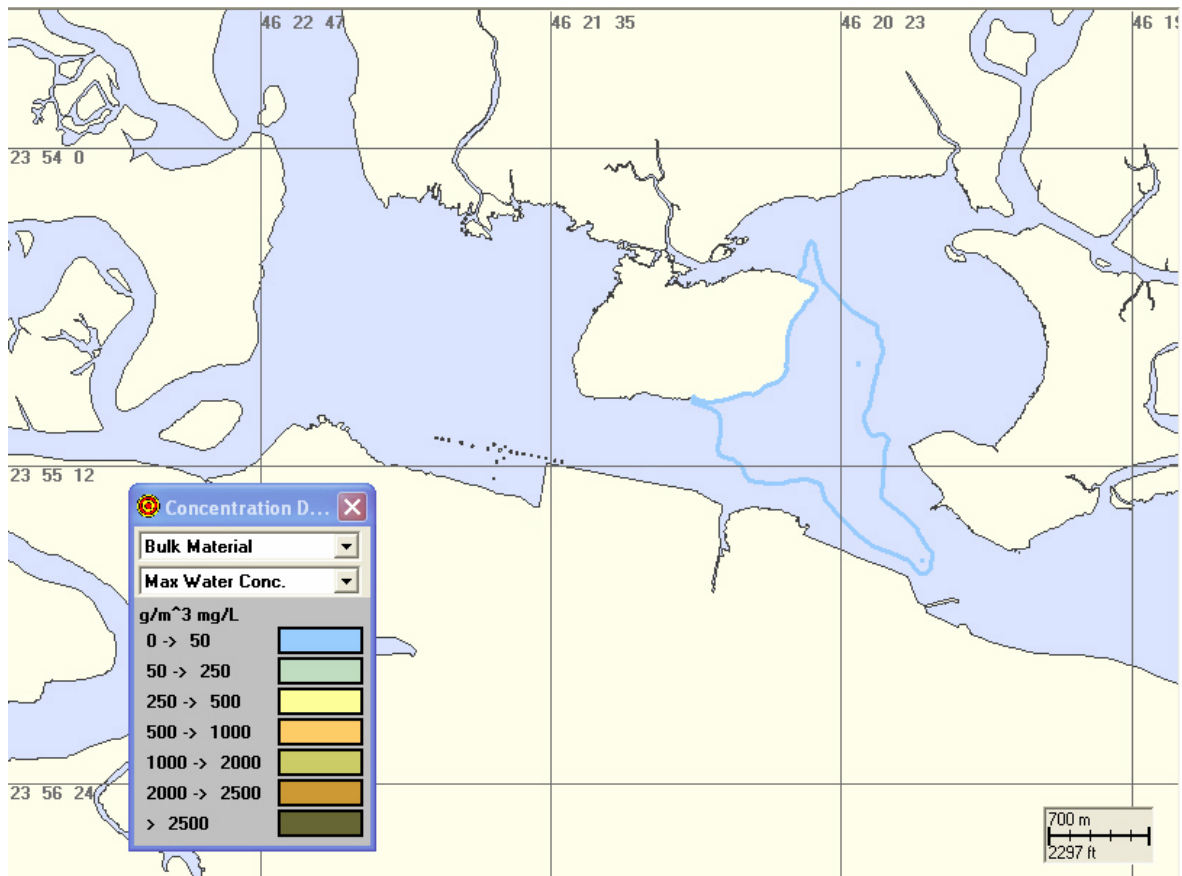 46 22 47
46 21 35
46 20 23
23 54 0
23 55 12
Concentration D...
Bulk Material
Max Water Conc.
g/m^3 mg/L
0 -> 50
50 -> 250
250 -> 500
500 -> 1000
1000 -> 2000
2000 -> 2500
> 2500
23 56 24
700 m
2297 ft